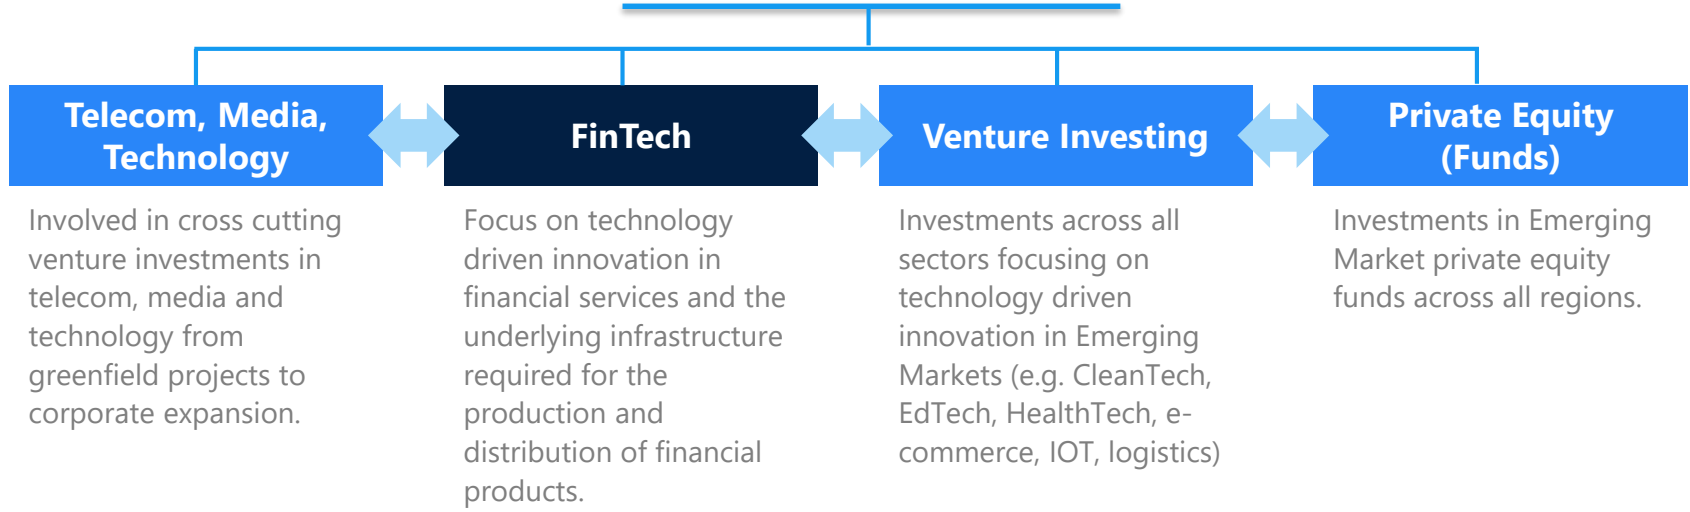 Telecom, Media,
Technology
FinTech
Venture Investing
Private Equity
(Funds)
Involved in cross cutting
venture investments in
telecom, media and
technology from
greenfield projects to
corporate expansion.
Focus on technology
driven innovation in
financial services and the
underlying infrastructure
required for the
production and
distribution of financial
products.
Investments across all
sectors focusing on
technology driven
innovation in Emerging
Markets (e.g. CleanTech,
EdTech, HealthTech, e-
commerce, IOT, logistics)
Investments in Emerging
Market private equity
funds across all regions.